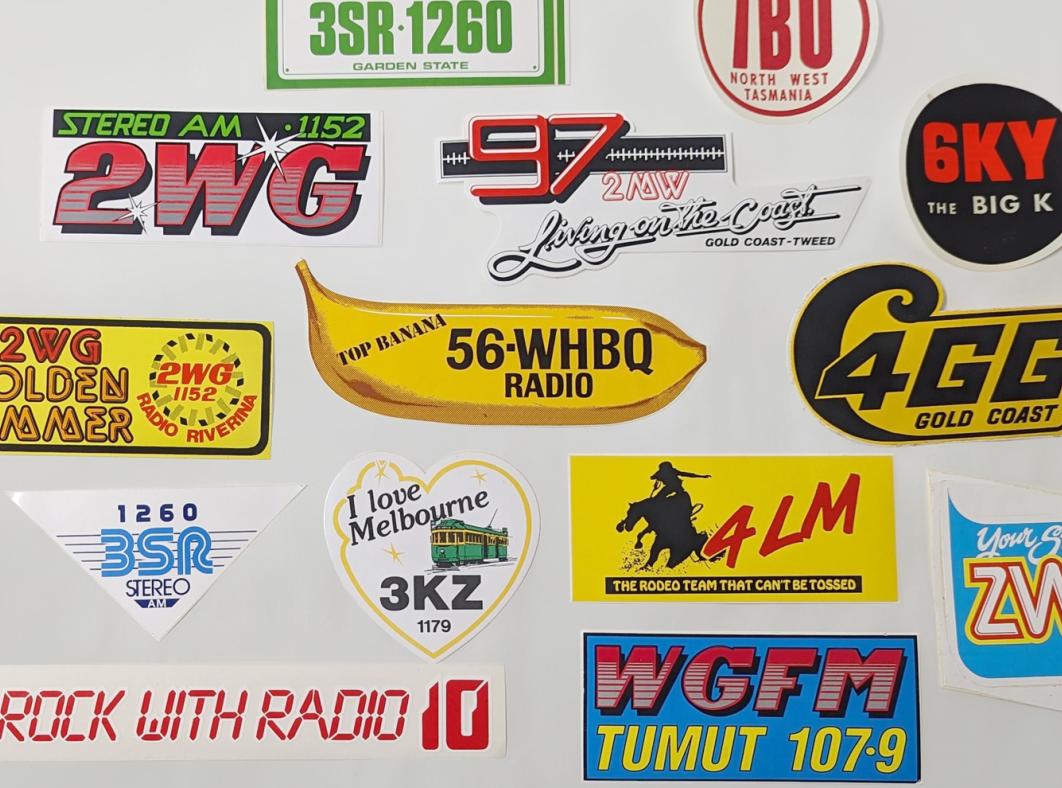 3SR·1260
GARDEN STATE
7BU
NORTH WEST
TASMANIA
STEREO AM ·1152
2WG
97
2MW
Living on the Coast
GOLD COAST-TWEED
6KY
THE BIG K
2WG
1152
RADIO RIVERINA
TOP BANANA
56-WHBQ
RADIO
4GG
GOLD COAST
1260
3SR
STEREO
AM
I love
Melbourne
3KZ
1179
4LM
THE RODEO TEAM THAT CAN'T BE TOSSED
Your
ROCK WITH RADIO 10
WGFM
TUMUT 107·9